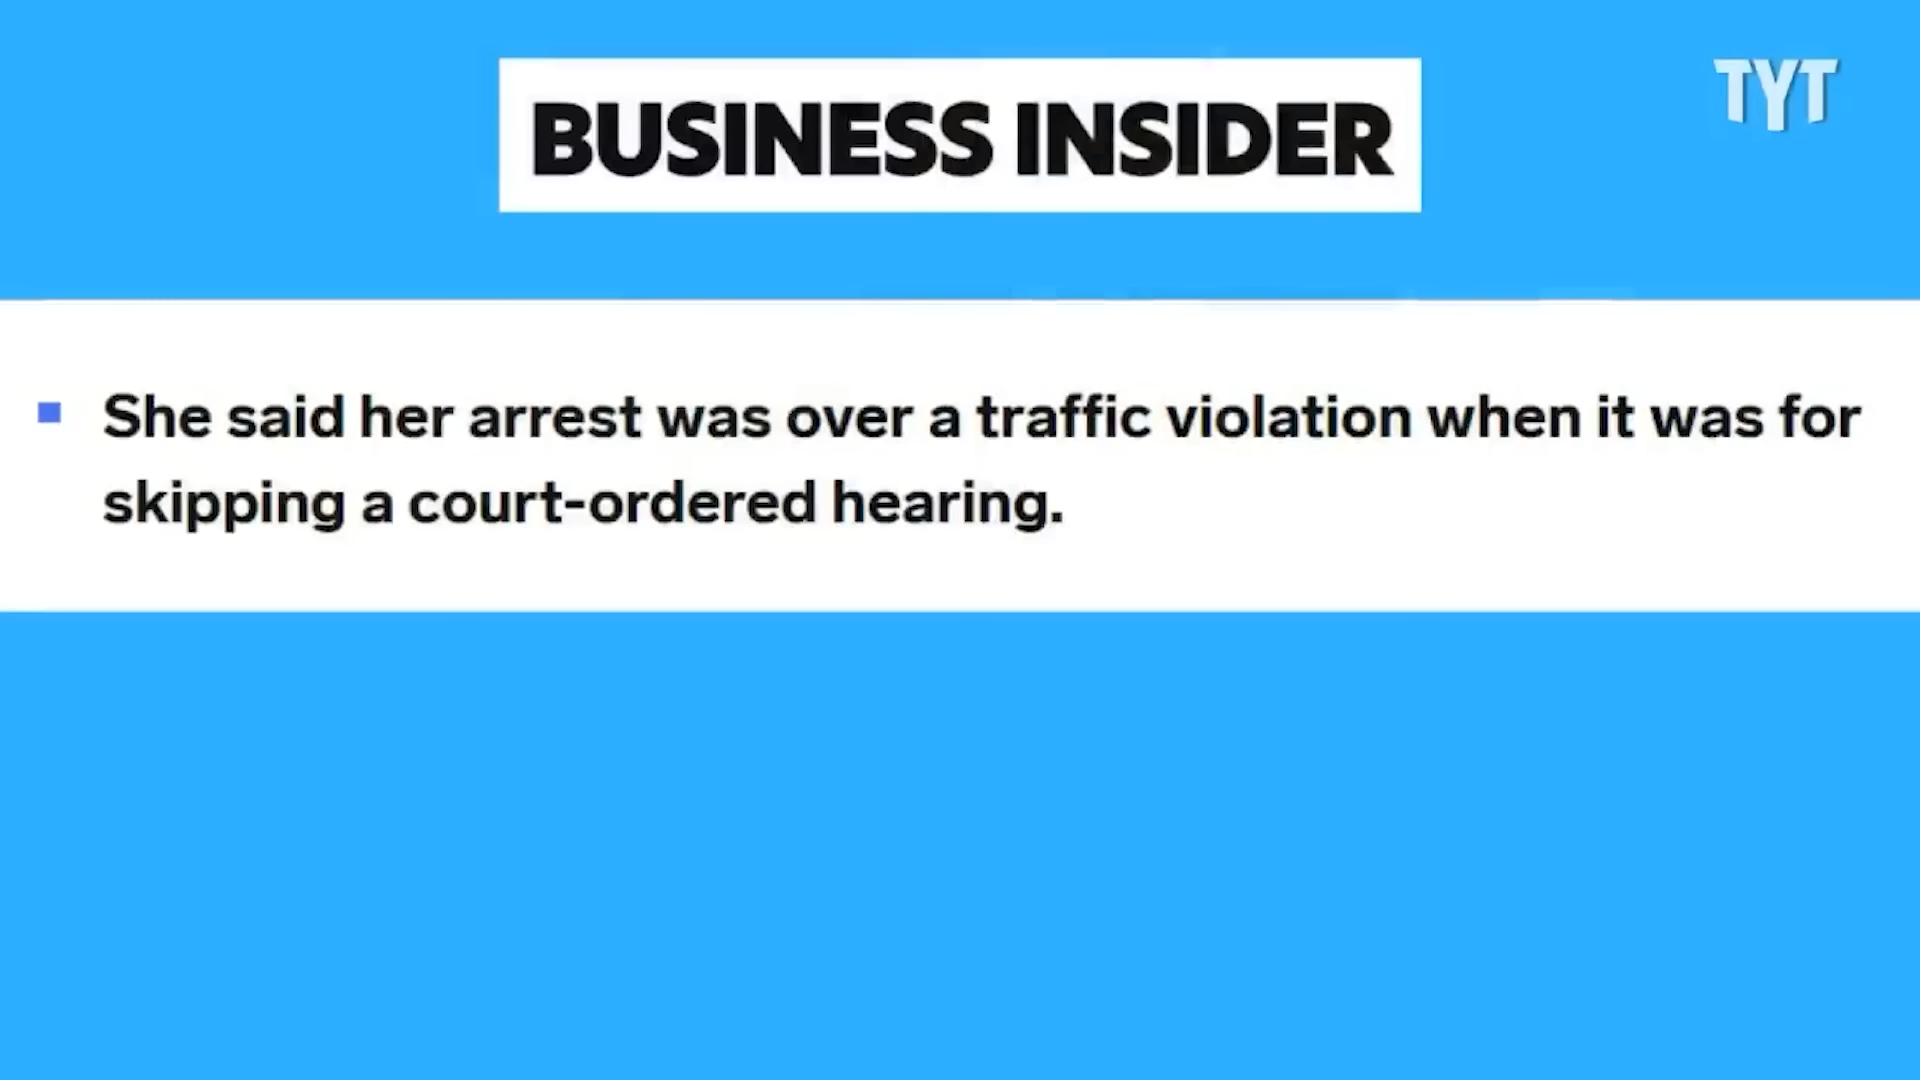 BUSINESS INSIDER
TYT
She said her arrest was over a traffic violation when it was for
skipping a court-ordered hearing.